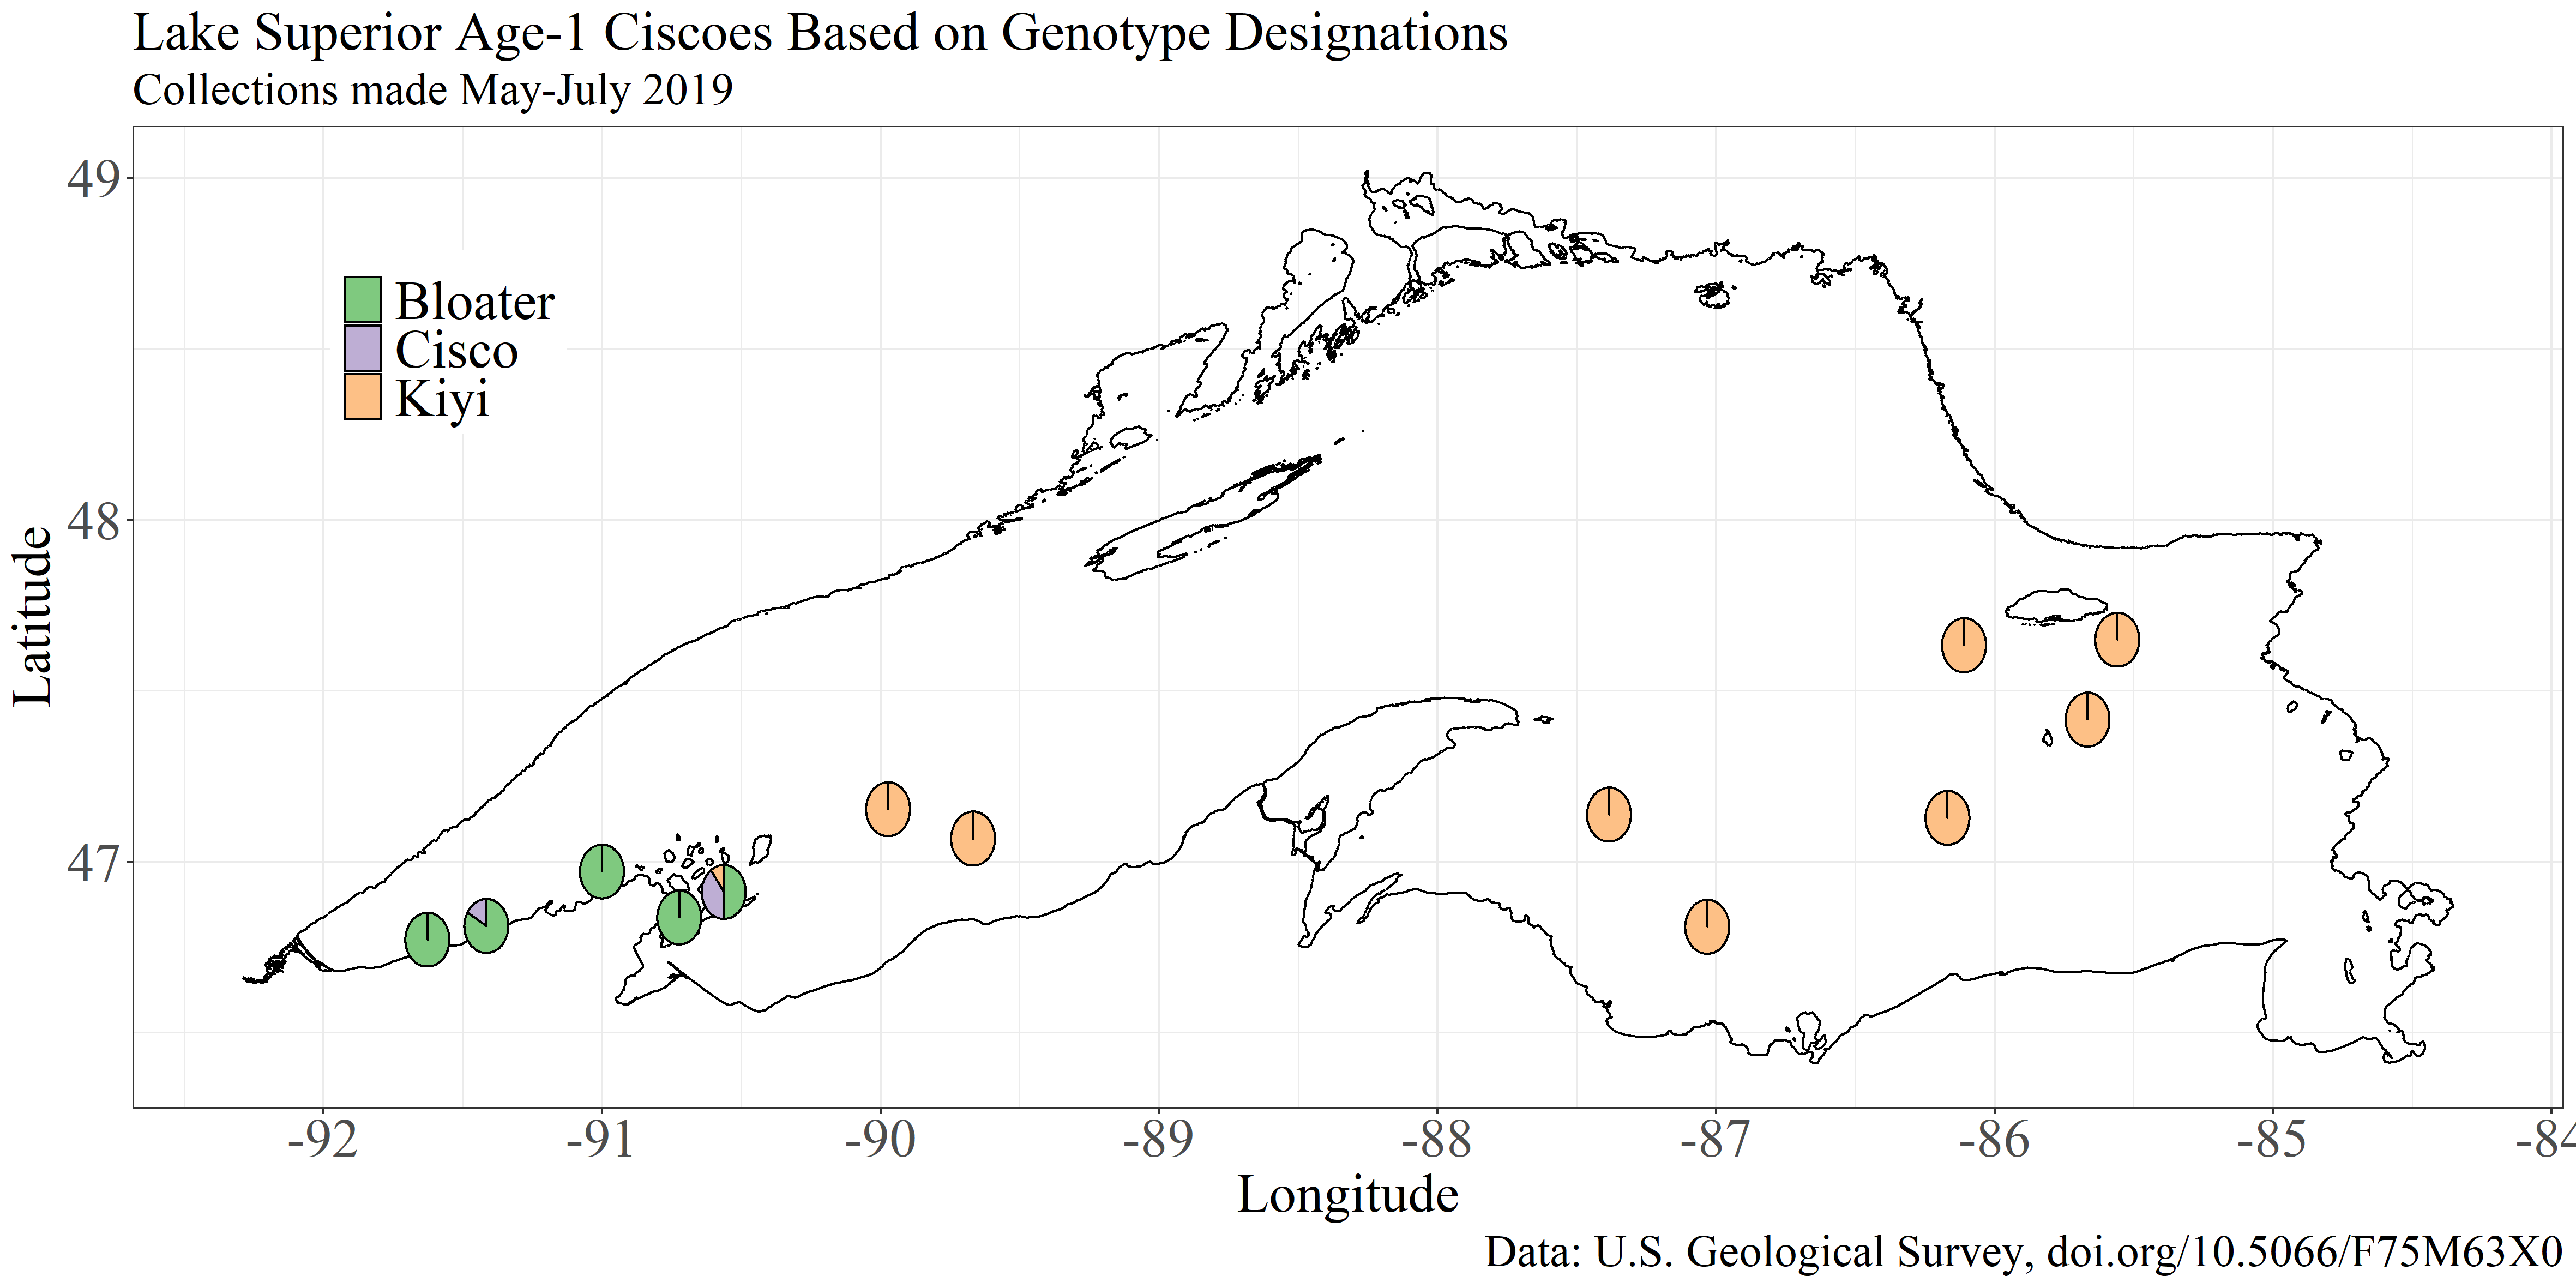 Lake Superior Age-1 Ciscoes Based on Genotype Designations
Collections made May-July 2019
49
48
47
Latitude
Bloater
Cisco
Kiyi
-92
-91
-90
-89
-88
-87
-86
-85
-84
Longitude
Data: U.S. Geological Survey, doi.org/10.5066/F75M63X0